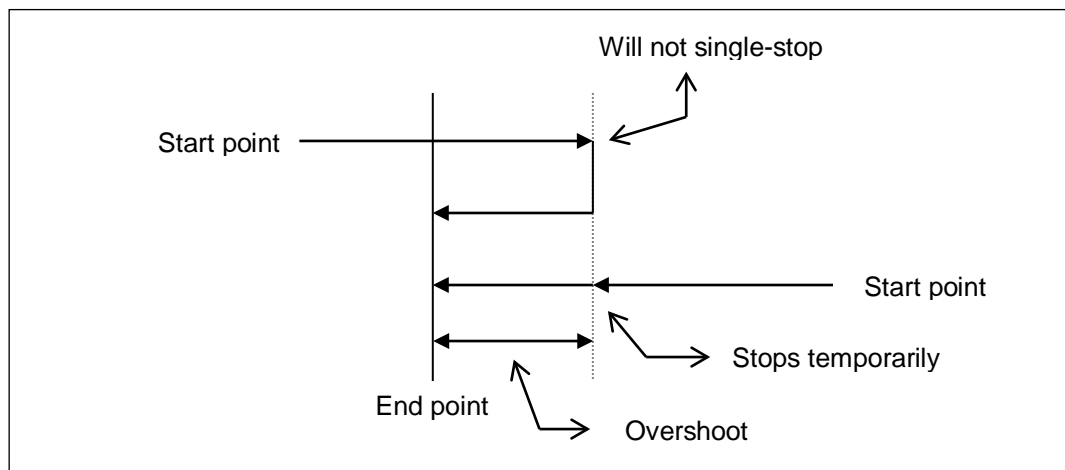 Will not single-stop
Start point
Start point
Stops temporarily
End point
Overshoot